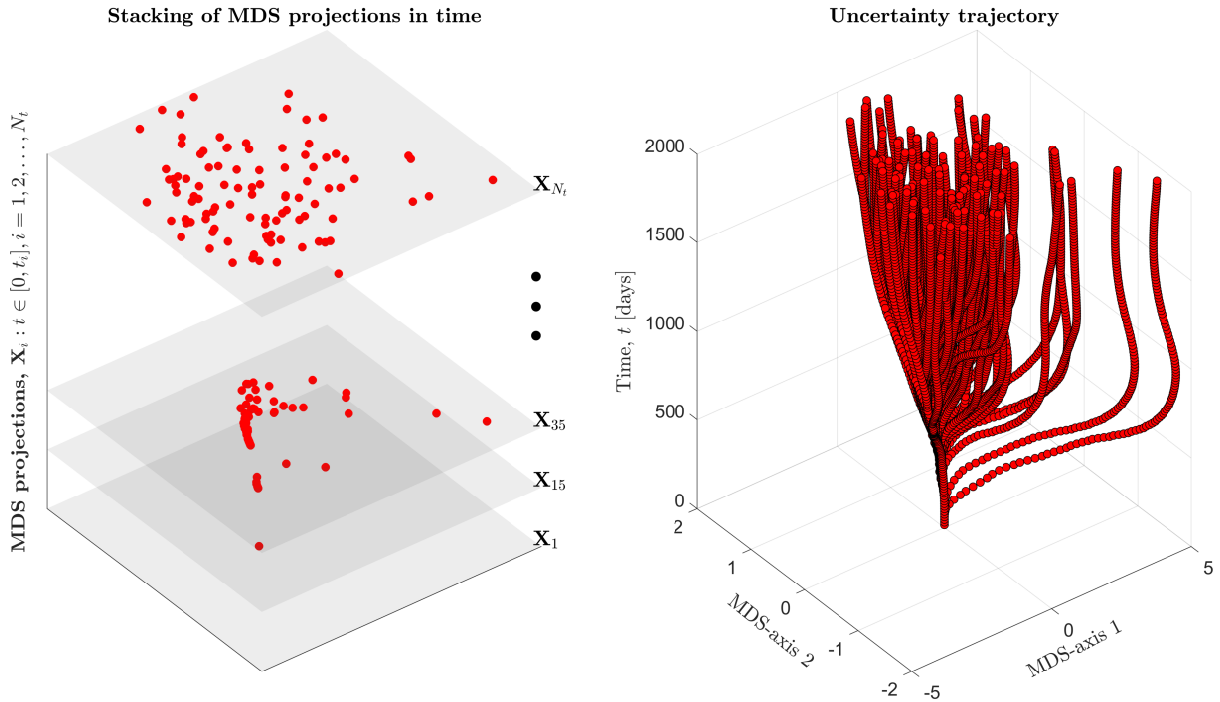 Stacking of MDS projections in time
MDS projections, X_i : t ∈ [0, t_i], i = 1, 2, . . . , N_t
X_{N_t}
X_35
X_15
X_1
Uncertainty trajectory
Time, t [days]
2000
1500
1000
500
0
2
1
0
-1
-2
MDS-axis 2
-5
0
5
MDS-axis 1